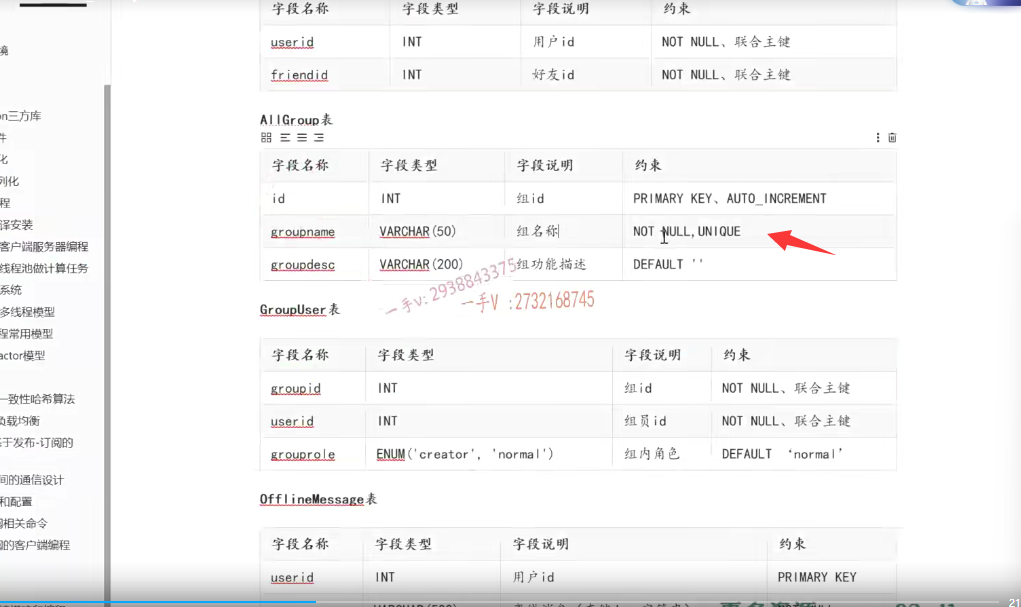 字段名称 字段类型 字段说明 约束
userid INT 用户id NOT NULL、联合主键
friendid INT 好友id NOT NULL、联合主键
AllGroup表
字段名称 字段类型 字段说明 约束
id INT 组id PRIMARY KEY、AUTO_INCREMENT
groupname VARCHAR(50) 组名称 NOT NULL,UNIQUE
groupdesc VARCHAR(200) 组功能描述 DEFAULT ''
一手v:2938843375
一手V :2732168745
GroupUser表
字段名称 字段类型 字段说明 约束
groupid INT 组id NOT NULL、联合主键
userid INT 组员id NOT NULL、联合主键
grouprole ENUM('creator', 'normal') 组内角色 DEFAULT ‘normal’
OfflineMessage表
字段名称 字段类型 字段说明 约束
userid INT 用户id PRIMARY KEY
境
on三方库
件
化
列化
程
译安装
客户端服务器编程
线程池做计算任务
系统
多线程模型
程常用模型
actor模型
一致性哈希算法
负载均衡
基于发布-订阅的
间的通信设计
和配置
相关命令
的客户端编程
21